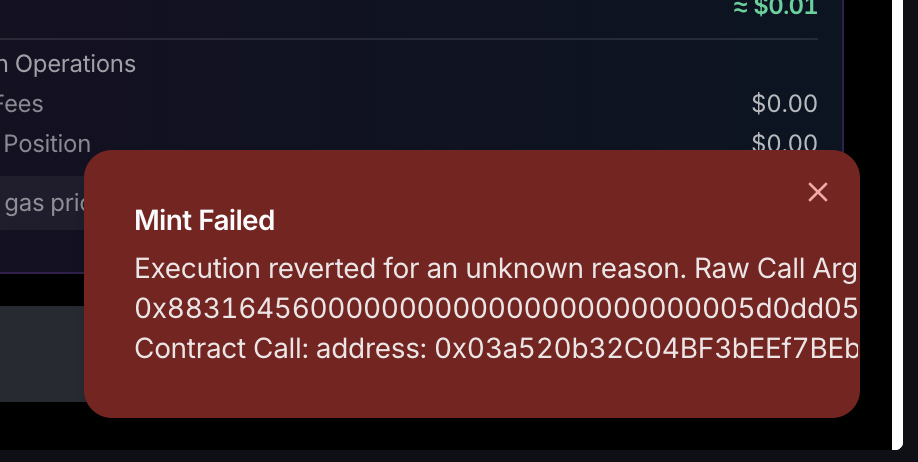 ≈ $0.01
n Operations
Fees $0.00
Position $0.00
gas pric
Mint Failed
Execution reverted for an unknown reason. Raw Call Arg
0x88316456000000000000000000000000005d0dd05
Contract Call: address: 0x03a520b32C04BF3bEEf7BEb